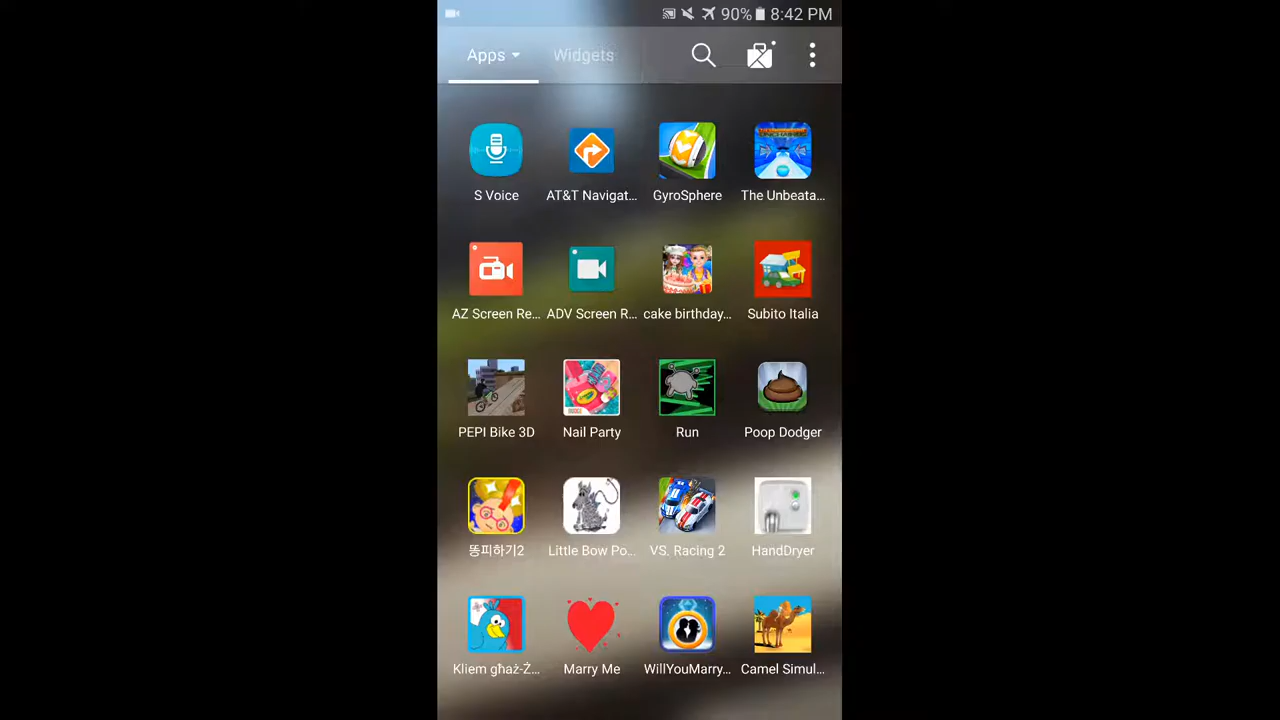 90% 8:42 PM
Apps Widgets
S Voice AT&T Navigat... GyroSphere The Unbeata...
AZ Screen Re... ADV Screen R... cake birthday... Subito Italia
PEPI Bike 3D Nail Party Run Poop Dodger
똥피하기2 Little Bow Po... VS. Racing 2 HandDryer
Kliem għaż-Ż... Marry Me WillYouMarry... Camel Simul...